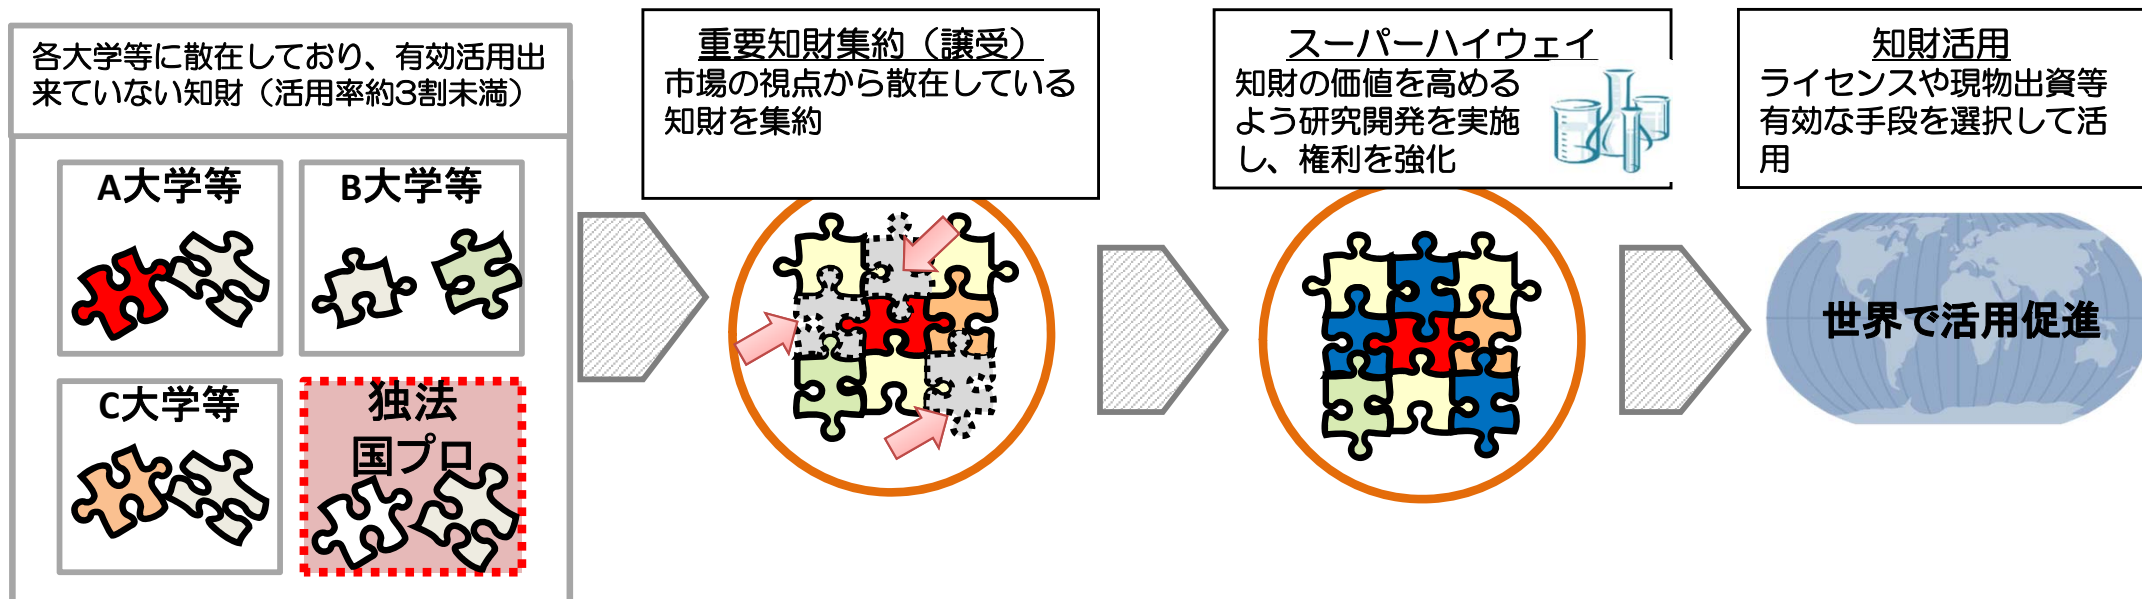 各大学等に散在しており、有効活用出
来ていない知財（活用率約3割未満）
A大学等
B大学等
C大学等
独法
国プロ
重要知財集約（譲受）
市場の視点から散在している
知財を集約
スーパーハイウェイ
知財の価値を高める
よう研究開発を実施
し、権利を強化
知財活用
ライセンスや現物出資等
有効な手段を選択して活
用
世界で活用促進